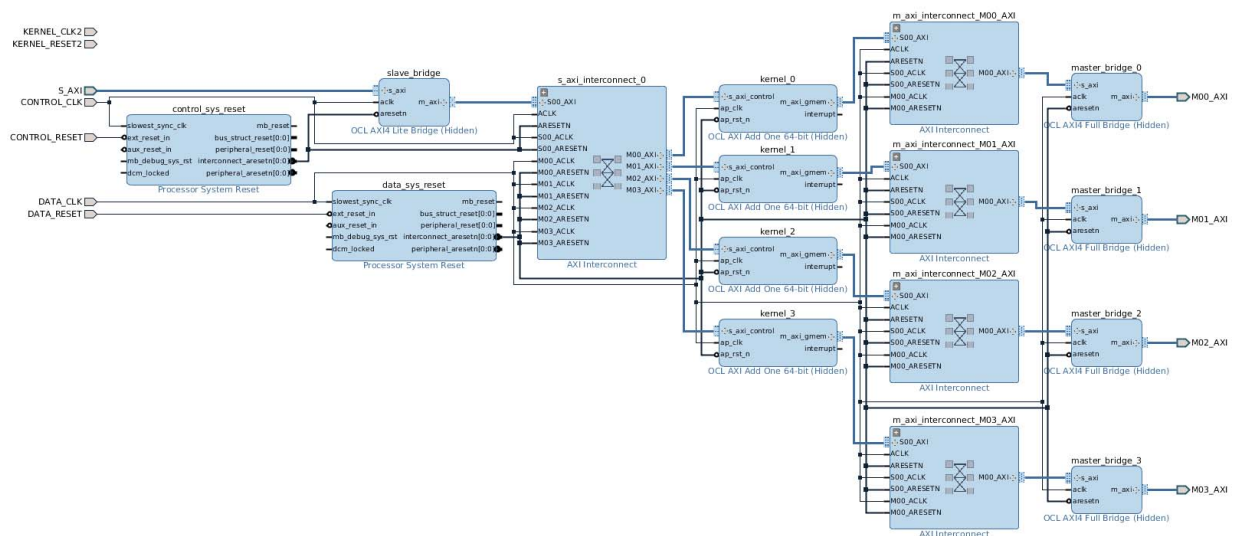 KERNEL_CLK2
KERNEL_RESET2
S_AXI
CONTROL_CLK
CONTROL_RESET
DATA_CLK
DATA_RESET
control_sys_reset
slowest_sync_clk
ext_reset_in
aux_reset_in
mb_debug_sys_rst
dcm_locked
mb_reset
bus_struct_reset[0:0]
peripheral_reset[0:0]
interconnect_aresetn[0:0]
peripheral_aresetn[0:0]
Processor System Reset
slave_bridge
s_axi
aclk
aresetn
m_axi
OCL AXI4 Lite Bridge (Hidden)
data_sys_reset
slowest_sync_clk
ext_reset_in
aux_reset_in
mb_debug_sys_rst
dcm_locked
mb_reset
bus_struct_reset[0:0]
peripheral_reset[0:0]
interconnect_aresetn[0:0]
peripheral_aresetn[0:0]
Processor System Reset
s_axi_interconnect_0
S00_AXI
ACLK
ARESETN
S00_ACLK
S00_ARESETN
M00_ACLK
M00_ARESETN
M01_ACLK
M01_ARESETN
M02_ACLK
M02_ARESETN
M03_ACLK
M03_ARESETN
M00_AXI
M01_AXI
M02_AXI
M03_AXI
AXI Interconnect
kernel_0
s_axi_control
ap_clk
ap_rst_n
m_axi_gmem
interrupt
OCL AXI Add One 64-bit (Hidden)
kernel_1
s_axi_control
ap_clk
ap_rst_n
m_axi_gmem
interrupt
OCL AXI Add One 64-bit (Hidden)
kernel_2
s_axi_control
ap_clk
ap_rst_n
m_axi_gmem
interrupt
OCL AXI Add One 64-bit (Hidden)
kernel_3
s_axi_control
ap_clk
ap_rst_n
m_axi_gmem
interrupt
OCL AXI Add One 64-bit (Hidden)
m_axi_interconnect_M00_AXI
S00_AXI
ACLK
ARESETN
S00_ACLK
S00_ARESETN
M00_ACLK
M00_ARESETN
M00_AXI
AXI Interconnect
m_axi_interconnect_M01_AXI
S00_AXI
ACLK
ARESETN
S00_ACLK
S00_ARESETN
M00_ACLK
M00_ARESETN
M00_AXI
AXI Interconnect
m_axi_interconnect_M02_AXI
S00_AXI
ACLK
ARESETN
S00_ACLK
S00_ARESETN
M00_ACLK
M00_ARESETN
M00_AXI
AXI Interconnect
m_axi_interconnect_M03_AXI
S00_AXI
ACLK
ARESETN
S00_ACLK
S00_ARESETN
M00_ACLK
M00_ARESETN
M00_AXI
AXI Interconnect
master_bridge_0
s_axi
aclk
aresetn
m_axi
OCL AXI4 Full Bridge (Hidden)
M00_AXI
master_bridge_1
s_axi
aclk
aresetn
m_axi
OCL AXI4 Full Bridge (Hidden)
M01_AXI
master_bridge_2
s_axi
aclk
aresetn
m_axi
OCL AXI4 Full Bridge (Hidden)
M02_AXI
master_bridge_3
s_axi
aclk
aresetn
m_axi
OCL AXI4 Full Bridge (Hidden)
M03_AXI